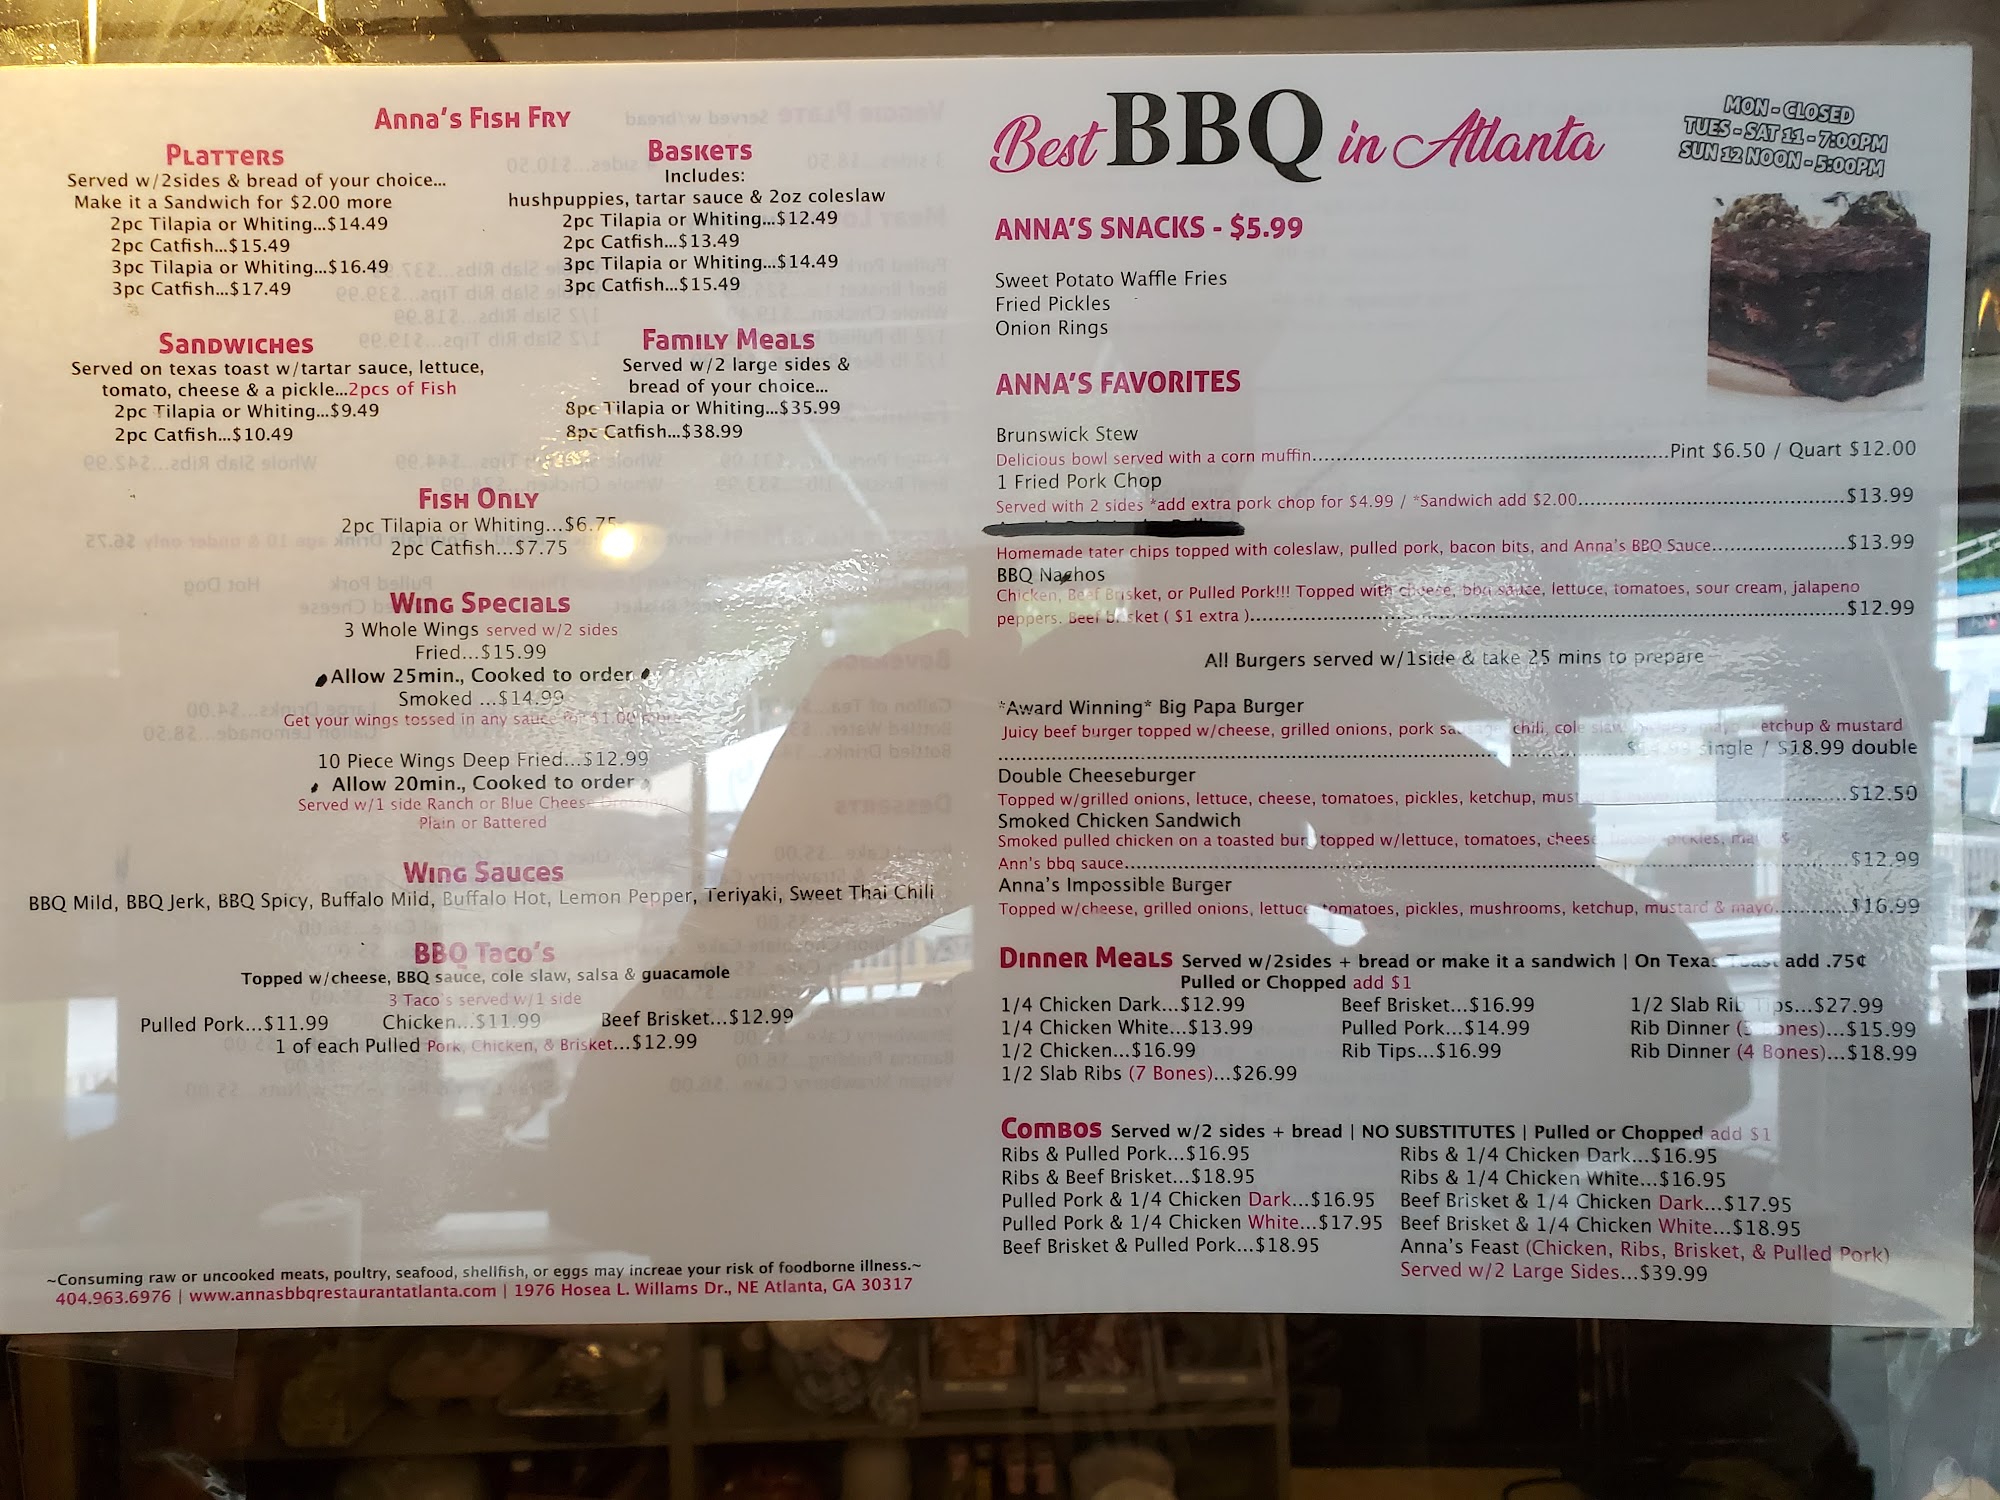 Anna's Fish Fry
Platters
Served w/2sides & bread of your choice...
Make it a Sandwich for $2.00 more
2pc Tilapia or Whiting...$14.49
2pc Catfish...$15.49
3pc Tilapia or Whiting...$16.49
3pc Catfish...$17.49
Baskets
Includes:
hushpuppies, tartar sauce & 2oz coleslaw
2pc Tilapia or Whiting...$12.49
2pc Catfish...$13.49
3pc Tilapia or Whiting...$14.49
3pc Catfish...$15.49
Sandwiches
Served on texas toast w/tartar sauce, lettuce,
tomato, cheese & a pickle...2pcs of Fish
2pc Tilapia or Whiting...$9.49
2pc Catfish...$10.49
Family Meals
Served w/2 large sides &
bread of your choice...
8pc Tilapia or Whiting...$35.99
8pc Catfish...$38.99
Fish Only
2pc Tilapia or Whiting...$6.75
2pc Catfish...$7.75
Wing Specials
3 Whole Wings served w/2 sides
Fried...$15.99
Allow 25min., Cooked to order
Smoked ...$14.99
Get your wings tossed in any sauce for $1.00 more
10 Piece Wings Deep Fried...$12.99
Allow 20min., Cooked to order
Served w/1 side Ranch or Blue Cheese Dressing
Plain or Battered
Wing Sauces
BBQ Mild, BBQ Jerk, BBQ Spicy, Buffalo Mild, Buffalo Hot, Lemon Pepper, Teriyaki, Sweet Thai Chili
BBQ Taco's
Topped w/cheese, BBQ sauce, cole slaw, salsa & guacamole
3 Taco's served w/1 side
Pulled Pork...$11.99 Chicken...$11.99 Beef Brisket...$12.99
1 of each Pulled Pork, Chicken, & Brisket...$12.99
~Consuming raw or uncooked meats, poultry, seafood, shellfish, or eggs may increae your risk of foodborne illness.~
404.963.6976 | www.annasbbqrestaurantatlanta.com | 1976 Hosea L. Willams Dr., NE Atlanta, GA 30317
Best BBQ in Atlanta
MON - CLOSED
TUES - SAT 11 - 7:00PM
SUN 12 NOON - 5:00PM
ANNA'S SNACKS - $5.99
Sweet Potato Waffle Fries
Fried Pickles
Onion Rings
ANNA'S FAVORITES
Brunswick Stew
Delicious bowl served with a corn muffin...Pint $6.50 / Quart $12.00
1 Fried Pork Chop
Served with 2 sides *add extra pork chop for $4.99 / *Sandwich add $2.00...$13.99
Homemade tater chips topped with coleslaw, pulled pork, bacon bits, and Anna's BBQ Sauce...$13.99
BBQ Nachos
Chicken, Beef Brisket, or Pulled Pork!!! Topped with cheese, bbq sauce, lettuce, tomatoes, sour cream, jalapeno
peppers. Beef brisket ( $1 extra )...$12.99
All Burgers served w/1side & take 25 mins to prepare
*Award Winning* Big Papa Burger
Juicy beef burger topped w/cheese, grilled onions, pork sausage, chili, cole slaw, mayo, ketchup & mustard
single / $18.99 double
Double Cheeseburger
Topped w/grilled onions, lettuce, cheese, tomatoes, pickles, ketchup, mustard...$12.50
Smoked Chicken Sandwich
Smoked pulled chicken on a toasted bun topped w/lettuce, tomatoes, cheese, bacon, pickles, mayo &
Ann's bbq sauce...$12.99
Anna's Impossible Burger
Topped w/cheese, grilled onions, lettuce, tomatoes, pickles, mushrooms, ketchup, mustard & mayo...$16.99
Dinner Meals Served w/2sides + bread or make it a sandwich | On Texas Toast add .75¢
Pulled or Chopped add $1
1/4 Chicken Dark...$12.99 Beef Brisket...$16.99 1/2 Slab Rib Tips...$27.99
1/4 Chicken White...$13.99 Pulled Pork...$14.99 Rib Dinner (3 Bones)...$15.99
1/2 Chicken...$16.99 Rib Tips...$16.99 Rib Dinner (4 Bones)...$18.99
1/2 Slab Ribs (7 Bones)...$26.99
Combos Served w/2 sides + bread | NO SUBSTITUTES | Pulled or Chopped add $1
Ribs & Pulled Pork...$16.95 Ribs & 1/4 Chicken Dark...$16.95
Ribs & Beef Brisket...$18.95 Ribs & 1/4 Chicken White...$16.95
Pulled Pork & 1/4 Chicken Dark...$16.95 Beef Brisket & 1/4 Chicken Dark...$17.95
Pulled Pork & 1/4 Chicken White...$17.95 Beef Brisket & 1/4 Chicken White...$18.95
Beef Brisket & Pulled Pork...$18.95 Anna's Feast (Chicken, Ribs, Brisket, & Pulled Pork)
Served w/2 Large Sides...$39.99